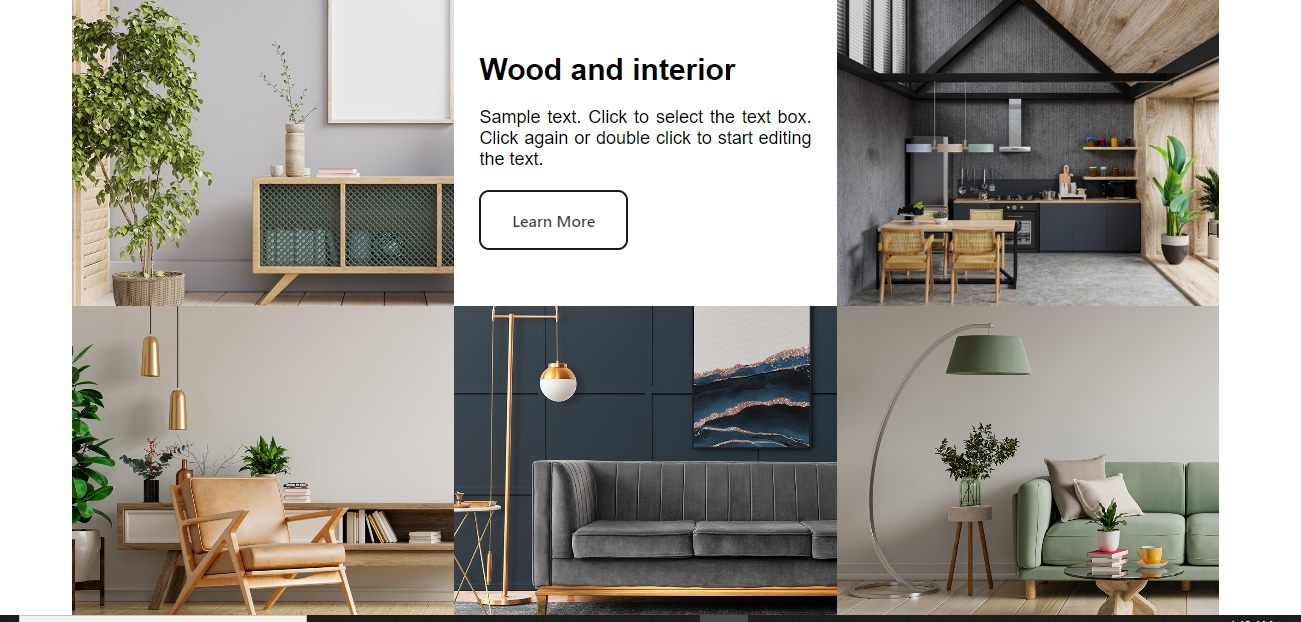 Wood and interior
Sample text. Click to select the text box.
Click again or double click to start editing
the text.
Learn More